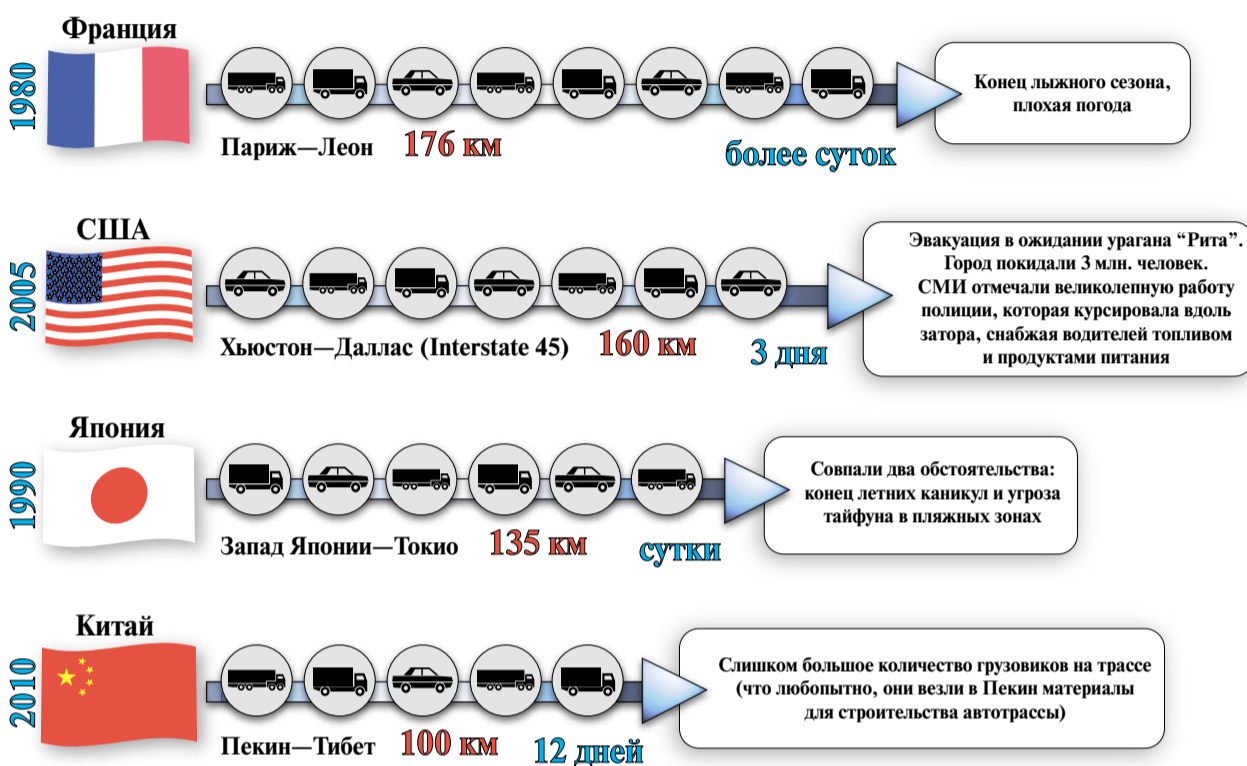 Франция
1980
Париж—Леон
176 км
более суток
Конец лыжного сезона,
плохая погода
США
2005
Хьюстон—Даллас (Interstate 45)
160 км
3 дня
Эвакуация в ожидании урагана “Рита”.
Город покидали 3 млн. человек.
СМИ отмечали великолепную работу
полиции, которая курсировала вдоль
затора, снабжая водителей топливом
и продуктами питания
Япония
1990
Запад Японии—Токио
135 км
сутки
Совпали два обстоятельства:
конец летних каникул и угроза
тайфуна в пляжных зонах
Китай
2010
Пекин—Тибет
100 км
12 дней
Слишком большое количество грузовиков на трассе
(что любопытно, они везли в Пекин материалы
для строительства автотрассы)